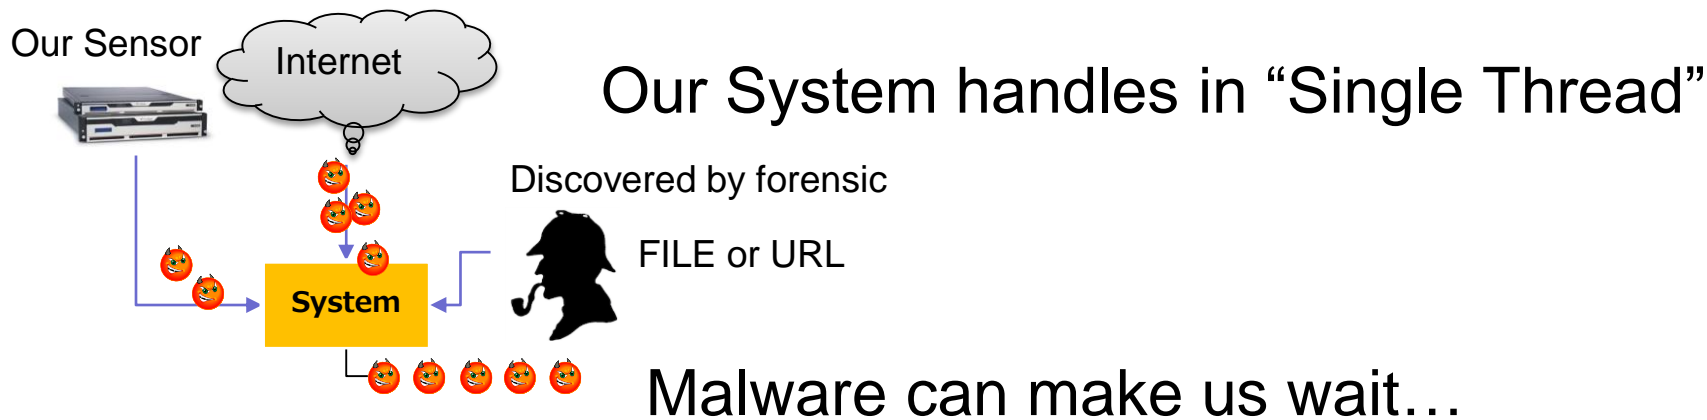 Our Sensor
Internet
Our System handles in “Single Thread”
Discovered by forensic
FILE or URL
System
Malware can make us wait…